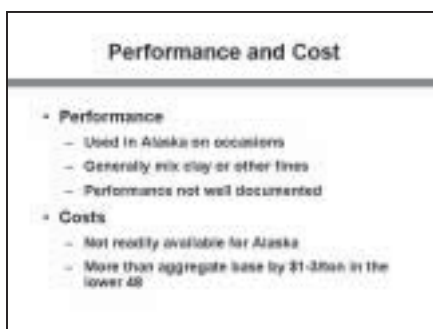 Performance and Cost
• Performance
– Used in Alaska on occasions
– Generally mix clay or other fines
– Performance not well documented
• Costs
– Not readily available for Alaska
– More than aggregate base by $1-3/ton in the
lower 48